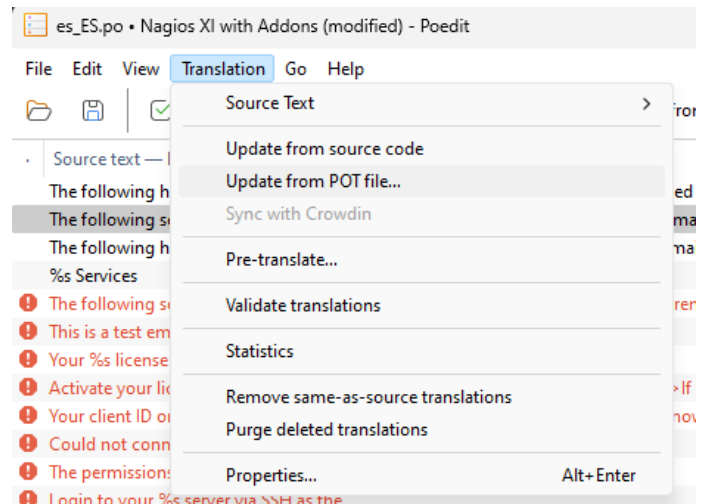 es_ES.po • Nagios XI with Addons (modified) - Poedit
File Edit View Translation Go Help
Source Text
Update from source code
Update from POT file...
Sync with Crowdin
Pre-translate...
Validate translations
Statistics
Remove same-as-source translations
Purge deleted translations
Properties... Alt+Enter
Source text —
The following h
The following s
The following h
%s Services
The following s
This is a test em
Your %s license
Activate your lic
Your client ID or
Could not conn
The permissions
Login to your %s server via SSH as the